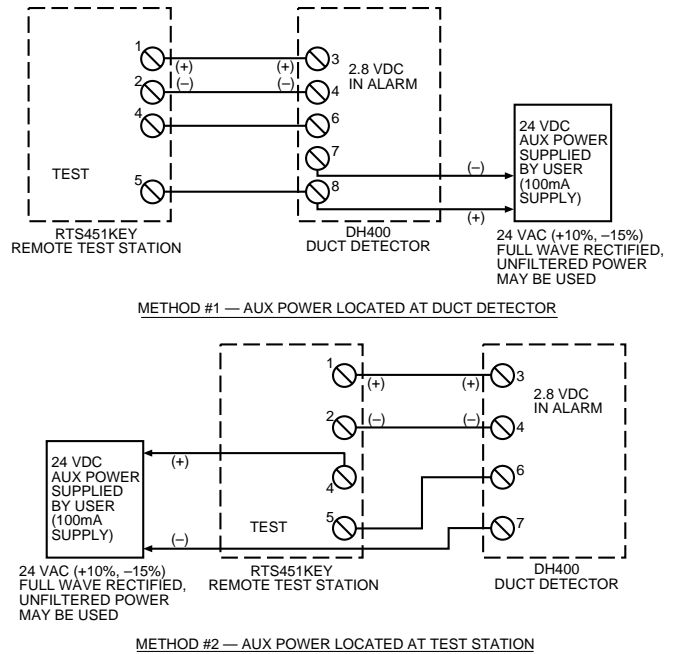 1
(+)
(+)
3
2.8 VDC
IN ALARM
2
(–)
(–)
4
4
6
7
TEST
5
8
(–)
(+)
24 VDC
AUX POWER
SUPPLIED
BY USER
(100mA
SUPPLY)
RTS451KEY
REMOTE TEST STATION
DH400
DUCT DETECTOR
24 VAC (+10%, –15%)
FULL WAVE RECTIFIED,
UNFILTERED POWER
MAY BE USED
METHOD #1 — AUX POWER LOCATED AT DUCT DETECTOR
1
(+)
(+)
3
2.8 VDC
IN ALARM
2
(–)
(–)
4
24 VDC
AUX POWER
SUPPLIED
BY USER
(100mA
SUPPLY)
(+)
4
6
TEST
5
7
(–)
24 VAC (+10%, –15%)
FULL WAVE RECTIFIED,
UNFILTERED POWER
MAY BE USED
RTS451KEY
REMOTE TEST STATION
DH400
DUCT DETECTOR
METHOD #2 — AUX POWER LOCATED AT TEST STATION